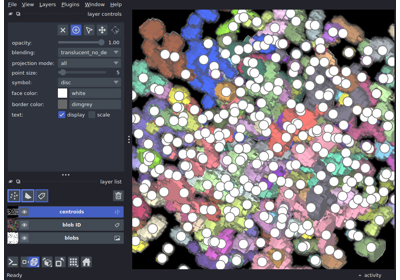 File View Layers Plugins Window Help
layer controls
opacity: 1.00
blending: translucent_no_de
projection mode: all
point size: 5
symbol: disc
face color: white
border color: dimgrey
text: display scale
layer list
centroids
blob ID
blobs
Ready activity